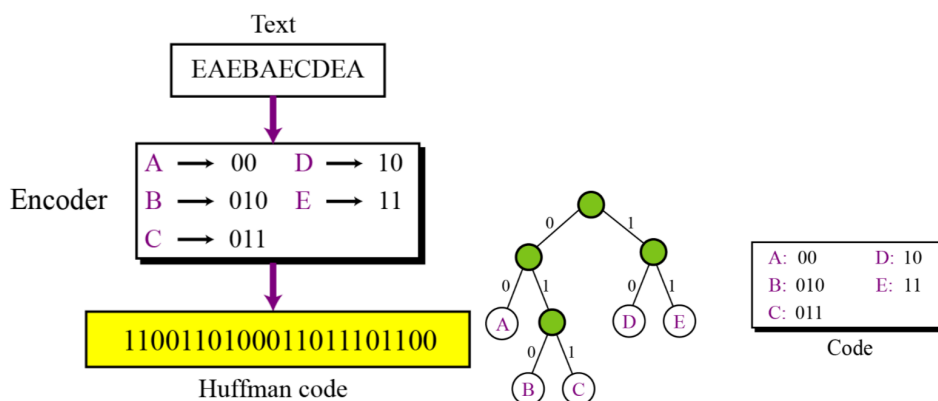 Text
EAEBAECDEA
Encoder
A 00 D 10
B 010 E 11
C 011
1100110100011011101100
Huffman code
0 1
0 1 0 1
A D E
0 1
B C
A: 00 D: 10
B: 010 E: 11
C: 011
Code